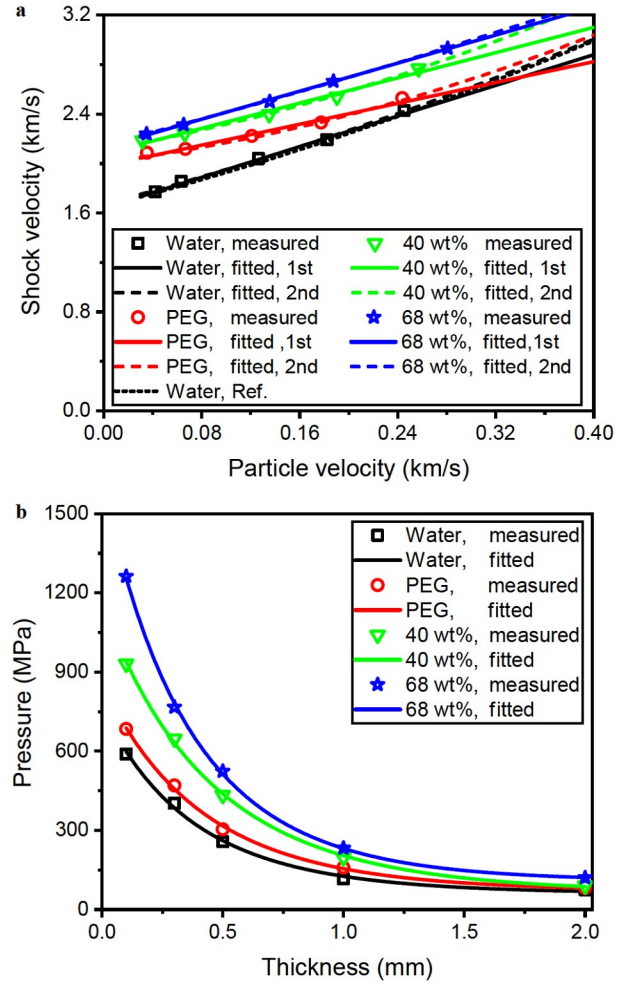 a
3.2
2.4
1.6
0.8
0.0
Shock velocity (km/s)
Water, measured
Water, fitted, 1st
Water, fitted, 2nd
PEG, measured
PEG, fitted ,1st
PEG, fitted, 2nd
Water, Ref.
40 wt% measured
40 wt%, fitted, 1st
40 wt%, fitted, 2nd
68 wt%, measured
68 wt%, fitted,1st
68 wt%, fitted, 2nd
0.00 0.08 0.16 0.24 0.32 0.40
Particle velocity (km/s)
b
1500
1200
900
600
300
0
Pressure (MPa)
Water, measured
Water, fitted
PEG, measured
PEG, fitted
40 wt%, measured
40 wt%, fitted
68 wt%, measured
68 wt%, fitted
0.0 0.5 1.0 1.5 2.0
Thickness (mm)